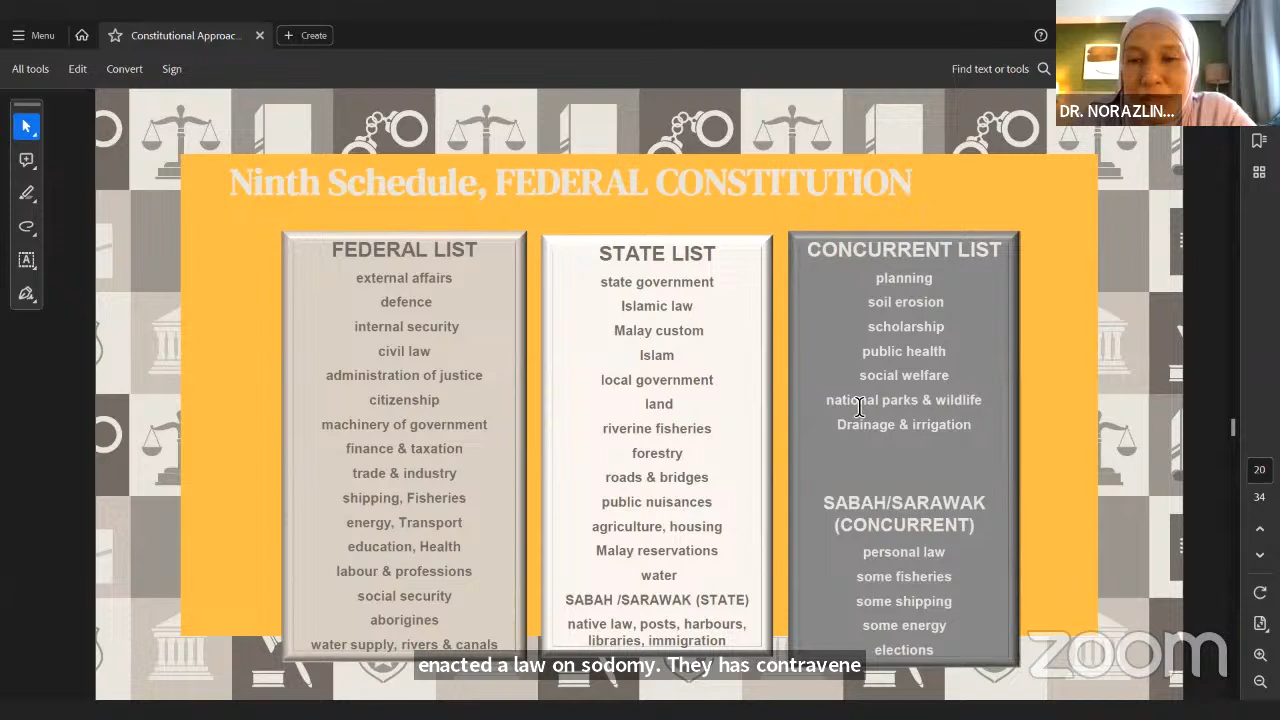 Menu
Constitutional Approac...
Create
All tools
Edit
Convert
Sign
Find text or tools
DR. NORAZLIN...
Ninth Schedule, FEDERAL CONSTITUTION
FEDERAL LIST
external affairs
defence
internal security
civil law
administration of justice
citizenship
machinery of government
finance & taxation
trade & industry
shipping, Fisheries
energy, Transport
education, Health
labour & professions
social security
aborigines
water supply, rivers & canals
STATE LIST
state government
Islamic law
Malay custom
Islam
local government
land
riverine fisheries
forestry
roads & bridges
public nuisances
agriculture, housing
Malay reservations
water
SABAH /SARAWAK (STATE)
native law, posts, harbours,
libraries, immigration
CONCURRENT LIST
planning
soil erosion
scholarship
public health
social welfare
national parks & wildlife
Drainage & irrigation
SABAH/SARAWAK
(CONCURRENT)
personal law
some fisheries
some shipping
some energy
elections
20
34
enacted a law on sodomy. They has contravene
zoom